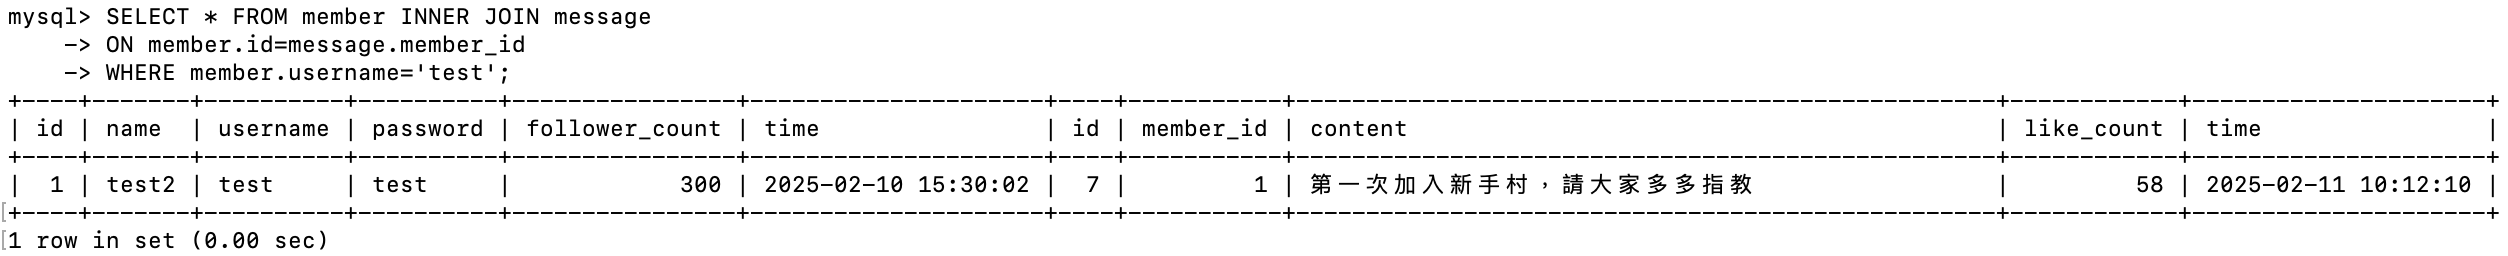 mysql> SELECT * FROM member INNER JOIN message
    -> ON member.id=message.member_id
    -> WHERE member.username='test';
+----+-------+----------+----------+----------------+---------------------+----+-----------+--------------------------------------------------+------------+---------------------+
| id | name  | username | password | follower_count | time                | id | member_id | content                                          | like_count | time                |
+----+-------+----------+----------+----------------+---------------------+----+-----------+--------------------------------------------------+------------+---------------------+
|  1 | test2 | test     | test     |            300 | 2025-02-10 15:30:02 |  7 |         1 | 第一次加入新手村，請大家多多指教                 |         58 | 2025-02-11 10:12:10 |
+----+-------+----------+----------+----------------+---------------------+----+-----------+--------------------------------------------------+------------+---------------------+
1 row in set (0.00 sec)